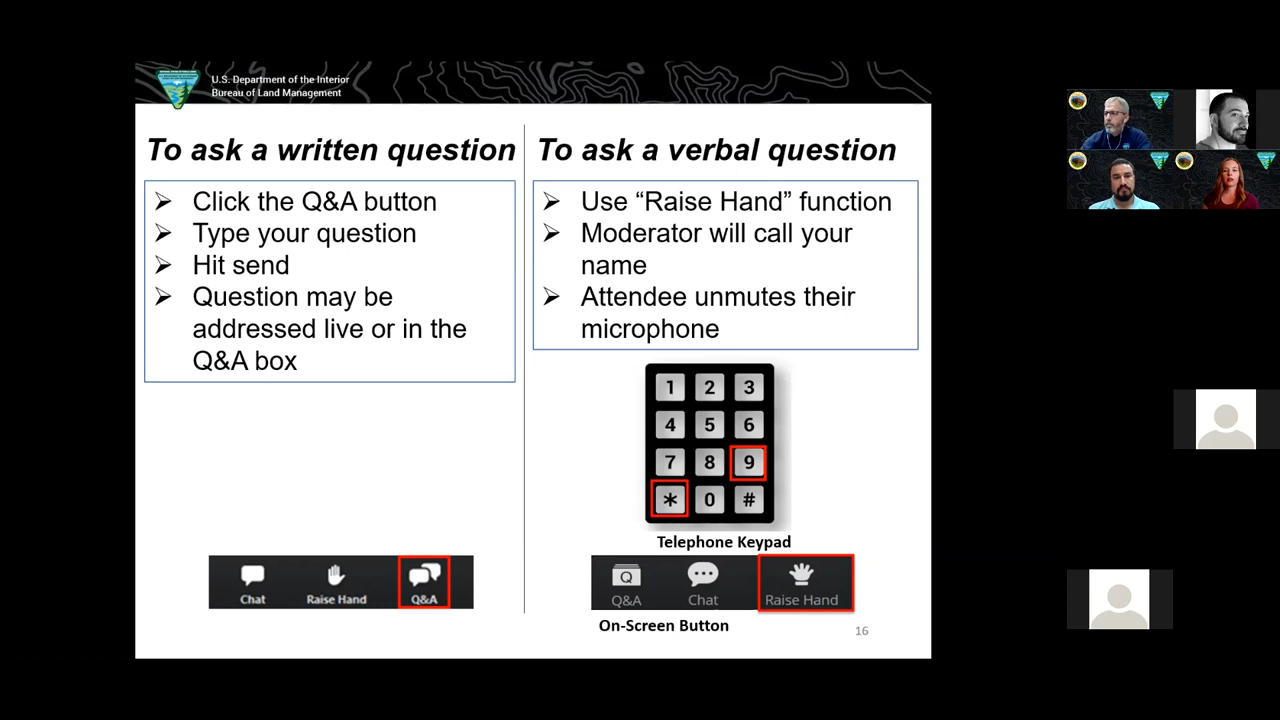 U.S. Department of the Interior
Bureau of Land Management
To ask a written question
Click the Q&A button
Type your question
Hit send
Question may be
addressed live or in the
Q&A box
Chat
Raise Hand
Q&A
To ask a verbal question
Use “Raise Hand” function
Moderator will call your
name
Attendee unmutes their
microphone
1 2 3
4 5 6
7 8 9
* 0 #
Telephone Keypad
Q
Q&A
Chat
Raise Hand
On-Screen Button
16